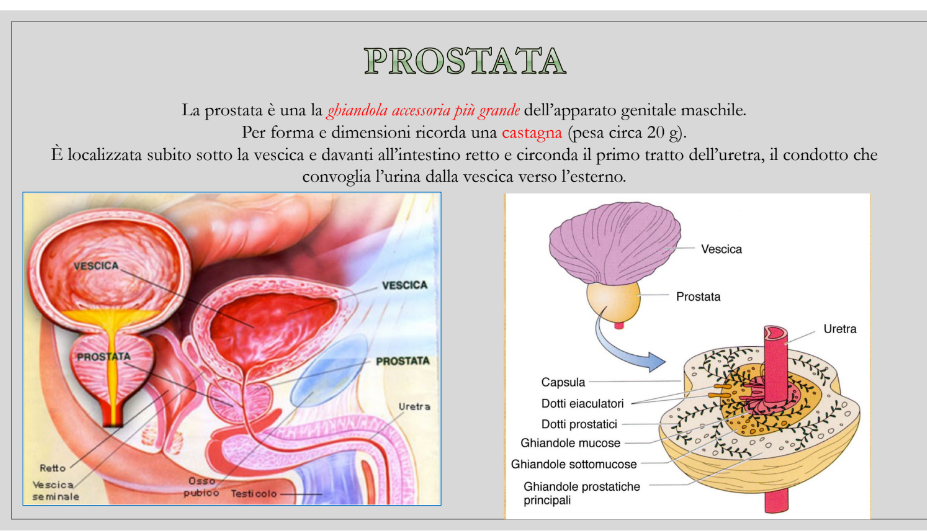 PROSTATA
La prostata è una la ghiandola accessoria più grande dell'apparato genitale maschile.
Per forma e dimensioni ricorda una castagna (pesa circa 20 g).
È localizzata subito sotto la vescica e davanti all'intestino retto e circonda il primo tratto dell'uretra, il condotto che
convoglia l'urina dalla vescica verso l'esterno.
VESCICA
VESCICA
PROSTATA
PROSTATA
Uretra
Retto
Vescica
seminale
Osso
pubico
Testicolo
Vescica
Prostata
Uretra
Capsula
Dotti eiaculatori
Dotti prostatici
Ghiandole mucose
Ghiandole sottomucose
Ghiandole prostatiche
principali